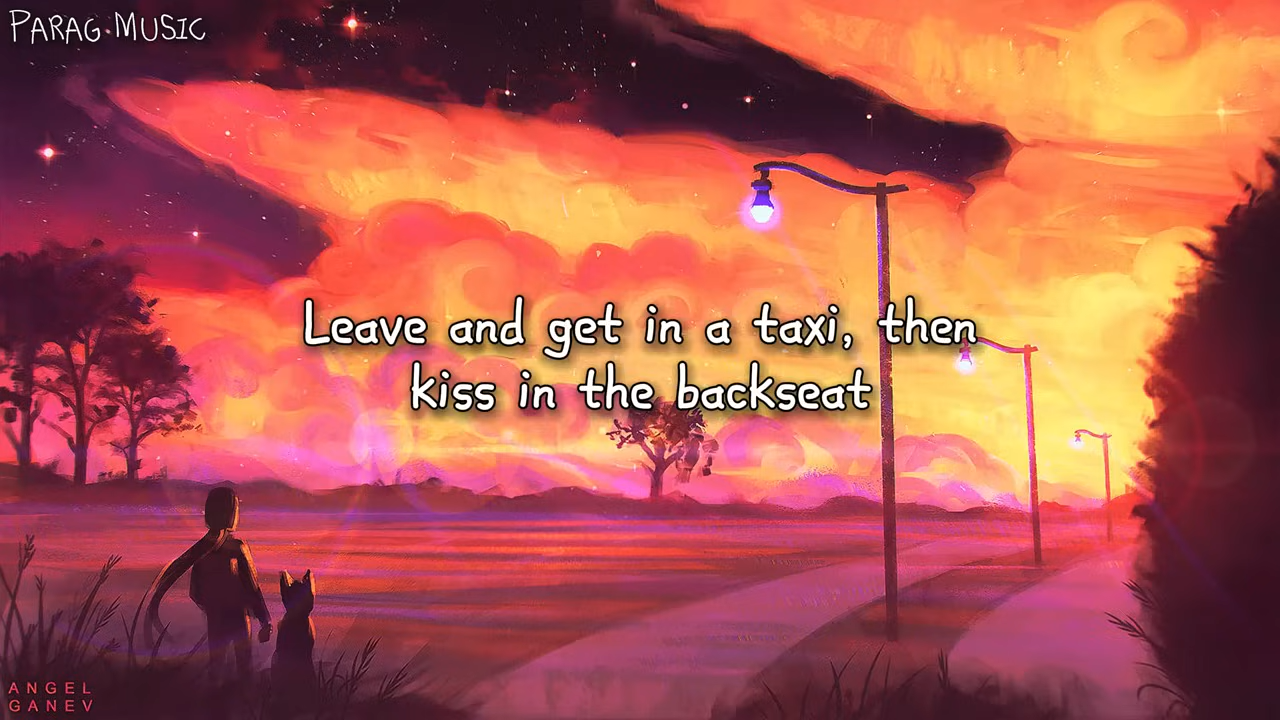 PARAG MUSIC
Leave and get in a taxi, then
kiss in the backseat
ANGEL
GANEV